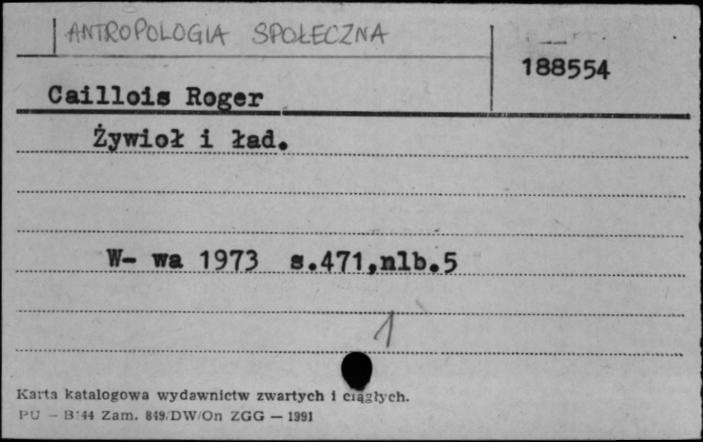 ANTROPOLOGIA SPOŁECZNA
188554
Caillois Roger
Żywioł i ład.
W- wa 1973 s.471,nlb.5
1
Karta katalogowa wydawnictw zwartych i ciągłych.
PU - B/44 Zam. 849/DW/On ZGG - 1991